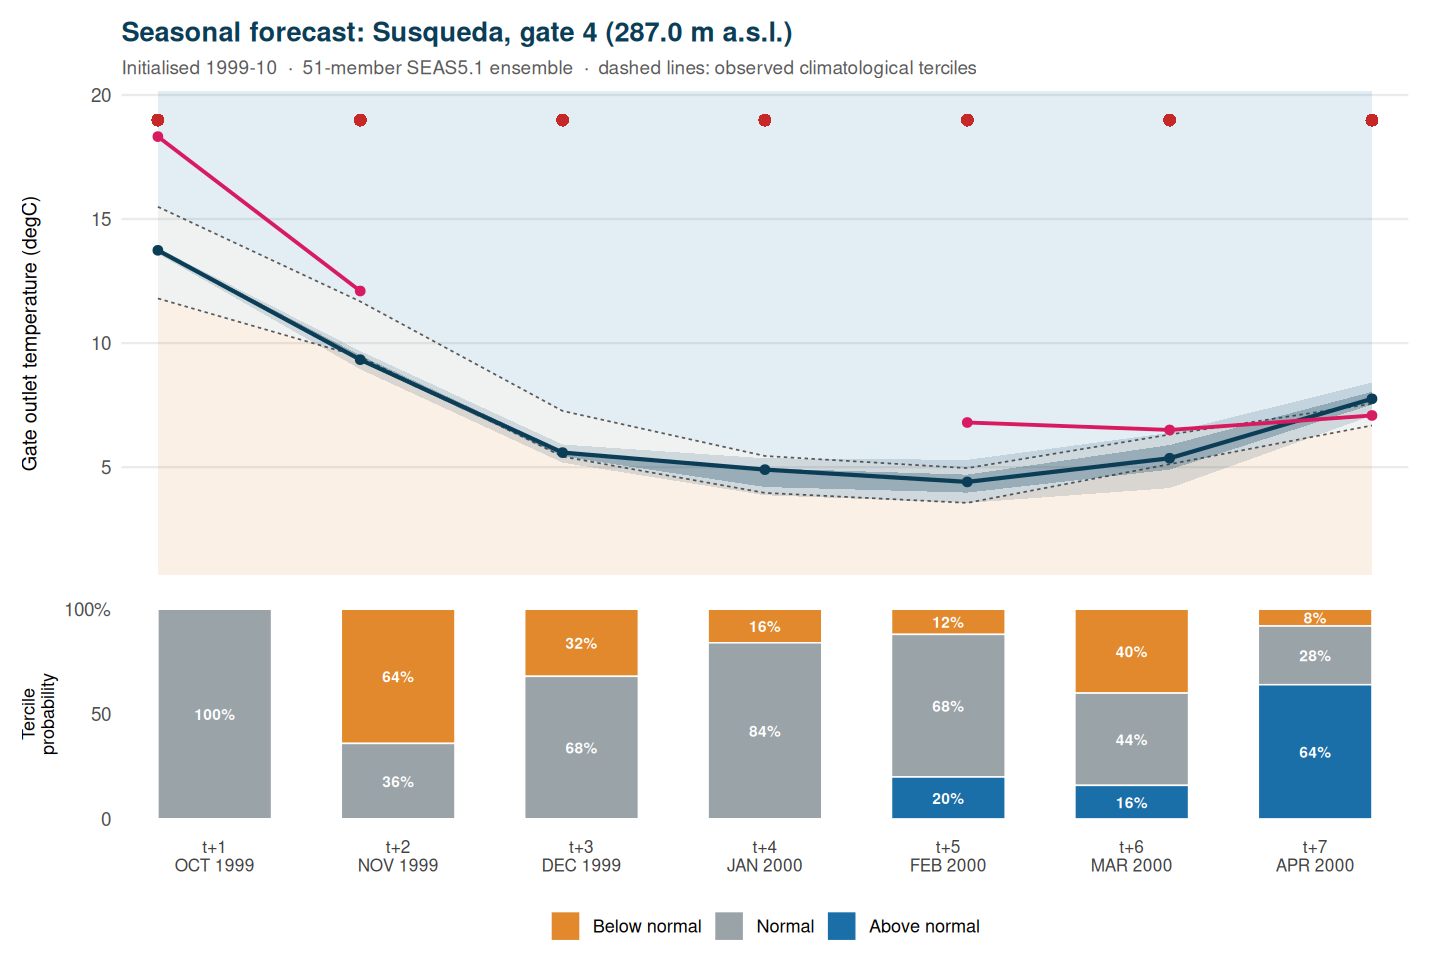 Seasonal forecast: Susqueda, gate 4 (287.0 m a.s.l.)
Initialised 1999-10 · 51-member SEAS5.1 ensemble · dashed lines: observed climatological terciles
Gate outlet temperature (degC)
20
15
10
5
Tercile
probability
100%
50
0
100%
64%
36%
32%
68%
16%
84%
12%
68%
20%
40%
44%
16%
8%
28%
64%
t+1
OCT 1999
t+2
NOV 1999
t+3
DEC 1999
t+4
JAN 2000
t+5
FEB 2000
t+6
MAR 2000
t+7
APR 2000
Below normal
Normal
Above normal